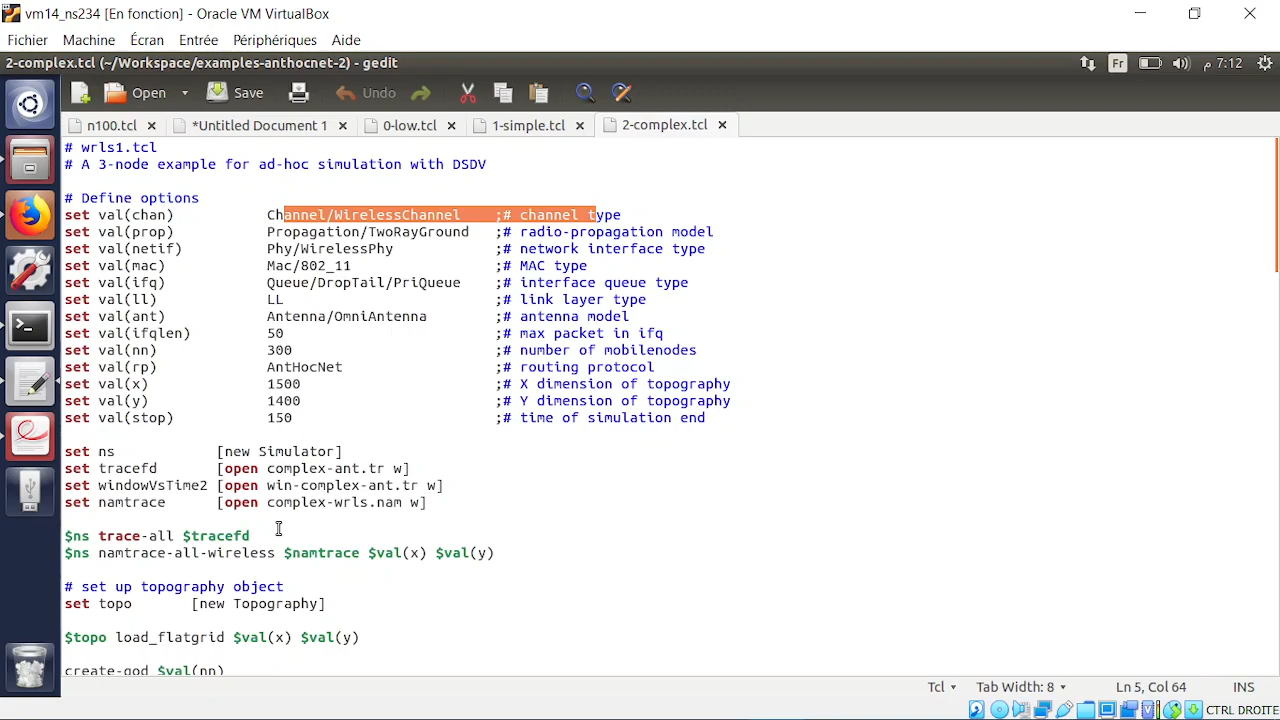 vm14_ns234 [En fonction] - Oracle VM VirtualBox
Fichier Machine Écran Entrée Périphériques Aide
2-complex.tcl (~/Workspace/examples-anthocnet-2) - gedit
Fr 7:12 م
Open Save Undo
n100.tcl *Untitled Document 1 0-low.tcl 1-simple.tcl 2-complex.tcl
# wrls1.tcl
# A 3-node example for ad-hoc simulation with DSDV
# Define options
set val(chan) Channel/WirelessChannel ;# channel type
set val(prop) Propagation/TwoRayGround ;# radio-propagation model
set val(netif) Phy/WirelessPhy ;# network interface type
set val(mac) Mac/802_11 ;# MAC type
set val(ifq) Queue/DropTail/PriQueue ;# interface queue type
set val(ll) LL ;# link layer type
set val(ant) Antenna/OmniAntenna ;# antenna model
set val(ifqlen) 50 ;# max packet in ifq
set val(nn) 300 ;# number of mobilenodes
set val(rp) AntHocNet ;# routing protocol
set val(x) 1500 ;# X dimension of topography
set val(y) 1400 ;# Y dimension of topography
set val(stop) 150 ;# time of simulation end
set ns [new Simulator]
set tracefd [open complex-ant.tr w]
set windowVsTime2 [open win-complex-ant.tr w]
set namtrace [open complex-wrls.nam w]
$ns trace-all $tracefd
$ns namtrace-all-wireless $namtrace $val(x) $val(y)
# set up topography object
set topo [new Topography]
$topo load_flatgrid $val(x) $val(y)
create-god $val(nn)
Tcl Tab Width: 8 Ln 5, Col 64 INS
CTRL DROITE